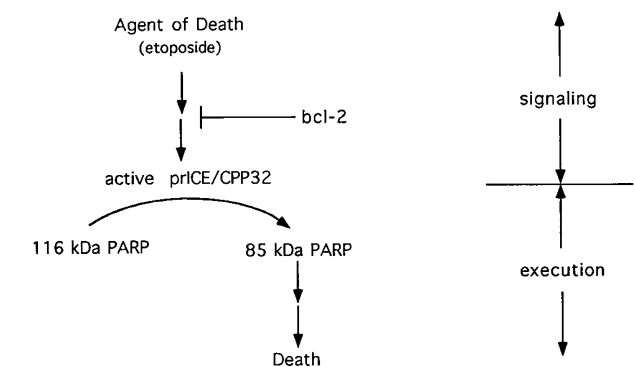 Agent of Death
(etoposide)
signaling
bcl-2
active prICE/CPP32
116 kDa PARP
85 kDa PARP
execution
Death